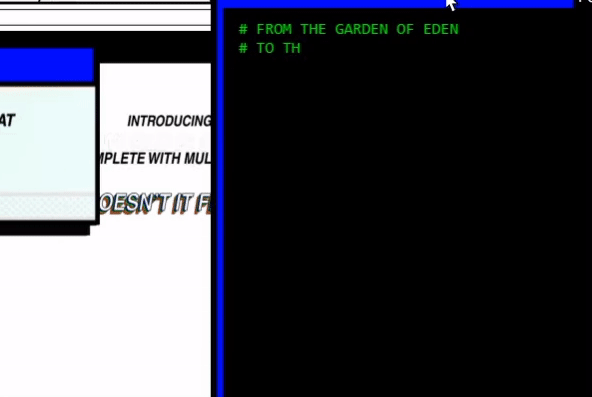 AT
INTRODUCING
MPLETE WITH MUL
OESN'T IT F
# FROM THE GARDEN OF EDEN
# TO TH